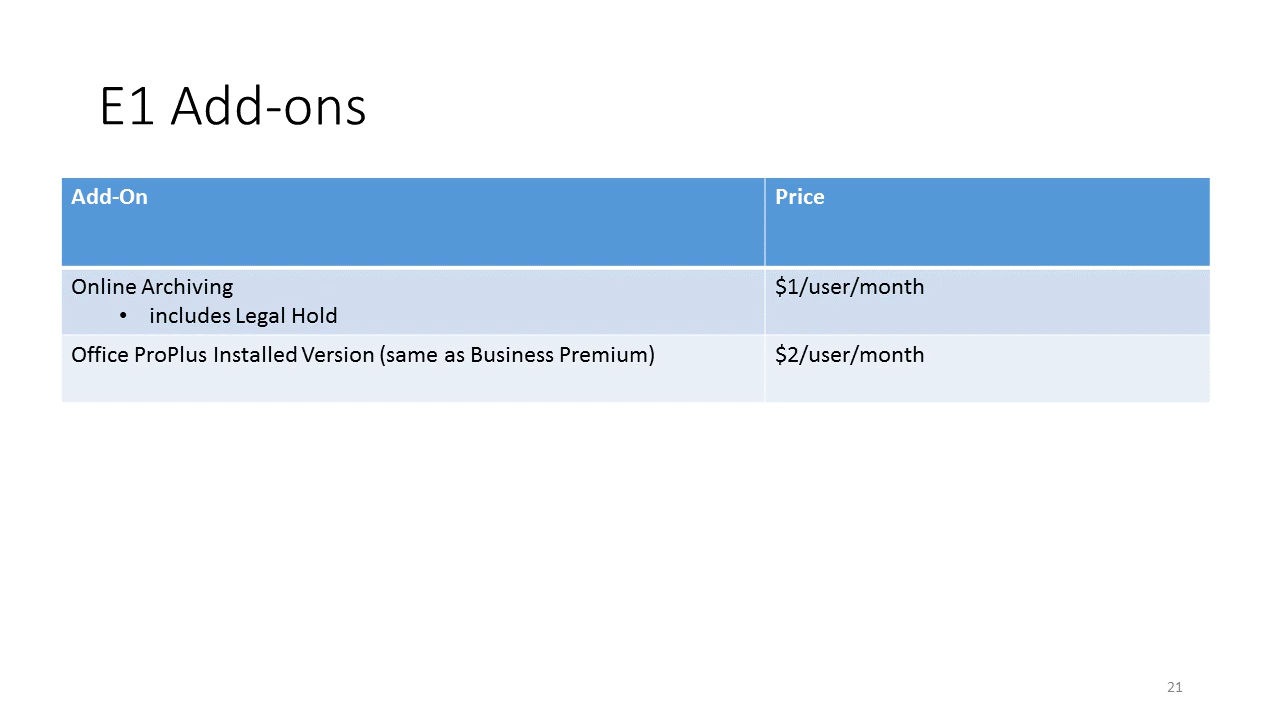 E1 Add-ons
Add-On
Price
Online Archiving
• includes Legal Hold
$1/user/month
Office ProPlus Installed Version (same as Business Premium)
$2/user/month
21